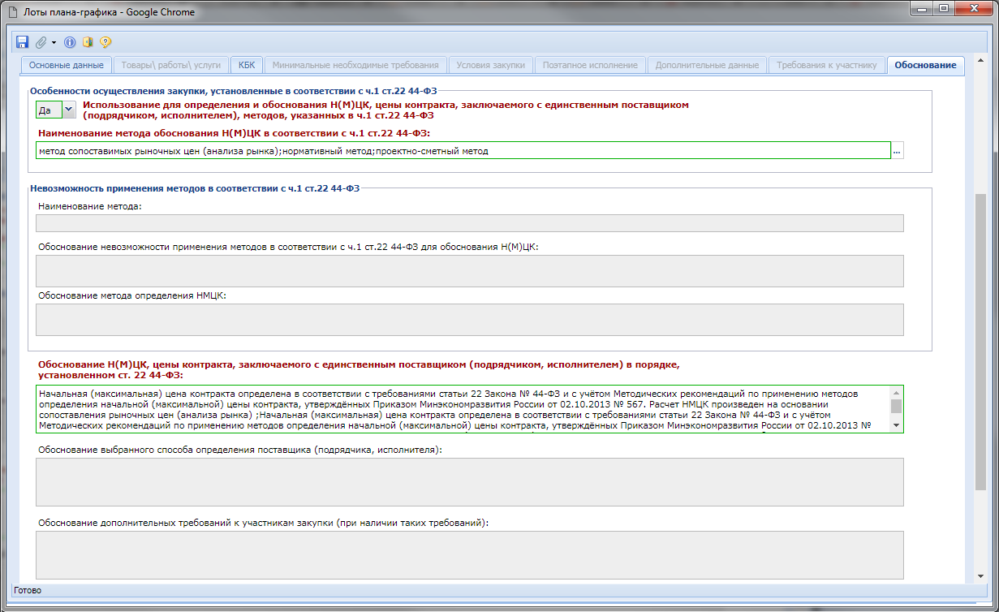 Лоты плана-графика - Google Chrome
Основные данные
Товары\ работы\ услуги
КБК
Минимальные необходимые требования
Условия закупки
Поэтапное исполнение
Дополнительные данные
Требования к участнику
Обоснование
Особенности осуществления закупки, установленные в соответствии с ч.1 ст.22 44-ФЗ
Да
Использование для определения и обоснования Н(М)ЦК, цены контракта, заключаемого с единственным поставщиком
(подрядчиком, исполнителем), методов, указанных в ч.1 ст.22 44-ФЗ
Наименование метода обоснования Н(М)ЦК в соответствии с ч.1 ст.22 44-ФЗ:
метод сопоставимых рыночных цен (анализа рынка);нормативный метод;проектно-сметный метод
...
Невозможность применения методов в соответствии с ч.1 ст.22 44-ФЗ
Наименование метода:
Обоснование невозможности применения методов в соответствии с ч.1 ст.22 44-ФЗ для обоснования Н(М)ЦК:
Обоснование метода определения НМЦК:
Обоснование Н(М)ЦК, цены контракта, заключаемого с единственным поставщиком (подрядчиком, исполнителем) в порядке,
установленном ст. 22 44-ФЗ:
Начальная (максимальная) цена контракта определена в соответствии с требованиями статьи 22 Закона № 44-ФЗ и с учётом Методических рекомендаций по применению методов
определения начальной (максимальной) цены контракта, утверждённых Приказом Минэкономразвития России от 02.10.2013 № 567. Расчет НМЦК произведен на основании
сопоставления рыночных цен (анализа рынка) ;Начальная (максимальная) цена контракта определена в соответствии с требованиями статьи 22 Закона № 44-ФЗ и с учётом
Методических рекомендаций по применению методов определения начальной (максимальной) цены контракта, утверждённых Приказом Минэкономразвития России от 02.10.2013 №
Обоснование выбранного способа определения поставщика (подрядчика, исполнителя):
Обоснование дополнительных требований к участникам закупки (при наличии таких требований):
Готово